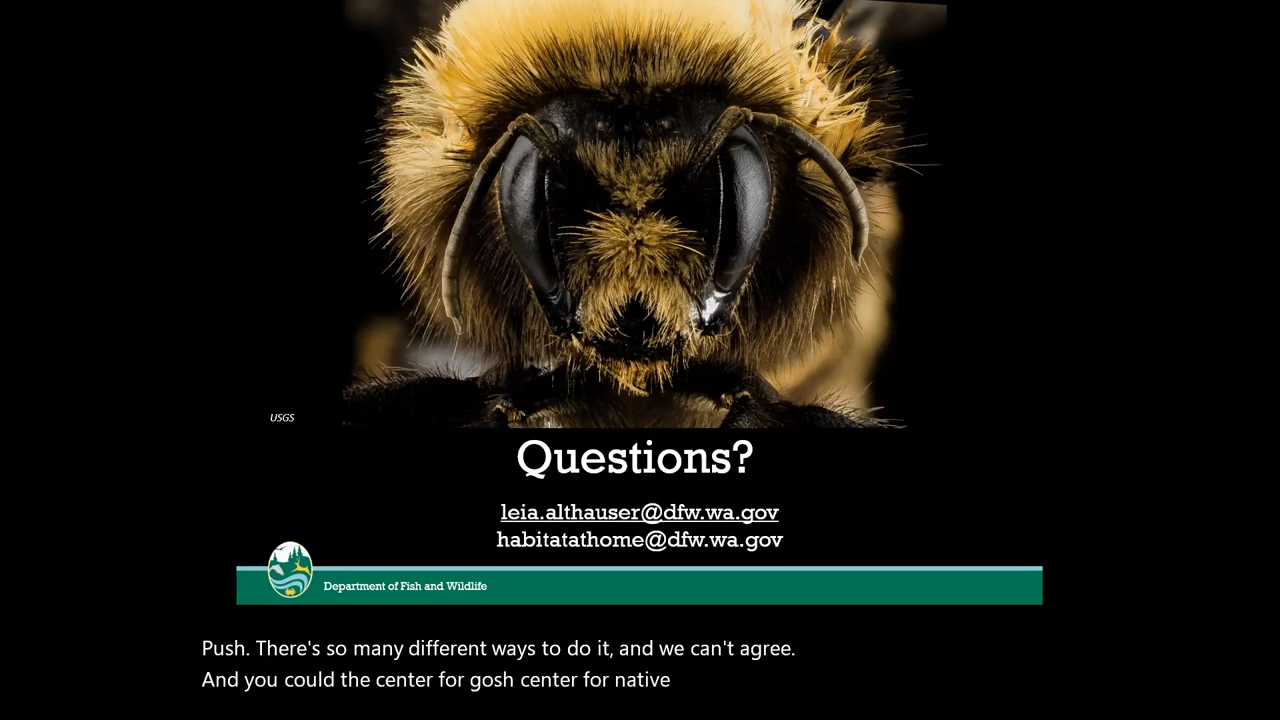 USGS
Questions?
leia.althauser@dfw.wa.gov
habitatathome@dfw.wa.gov
Department of Fish and Wildlife
Push. There's so many different ways to do it, and we can't agree.
And you could the center for gosh center for native